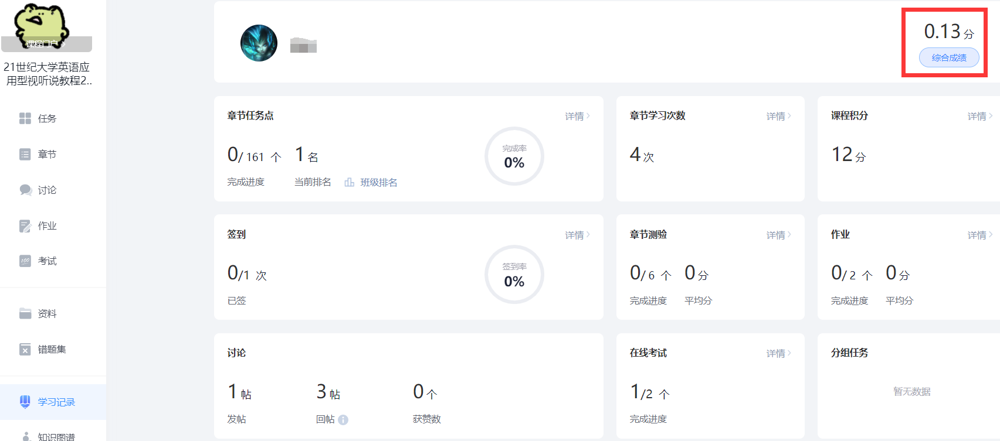 课程门户
21世纪大学英语应
用型视听说教程2..
任务
章节
讨论
作业
考试
资料
错题集
学习记录
知识图谱
0.13 分
综合成绩
章节任务点
详情
0/ 161 个
1 名
完成进度
当前排名
班级排名
完成率
0%
章节学习次数
详情
4 次
课程积分
详情
12 分
签到
详情
0/1 次
已签
签到率
0%
章节测验
详情
0/ 6 个
0 分
完成进度
平均分
作业
详情
0/ 2 个
0 分
完成进度
平均分
讨论
1 帖
3 帖
0 个
发帖
回帖
获赞数
在线考试
详情
1/2 个
完成进度
分组任务
暂无数据